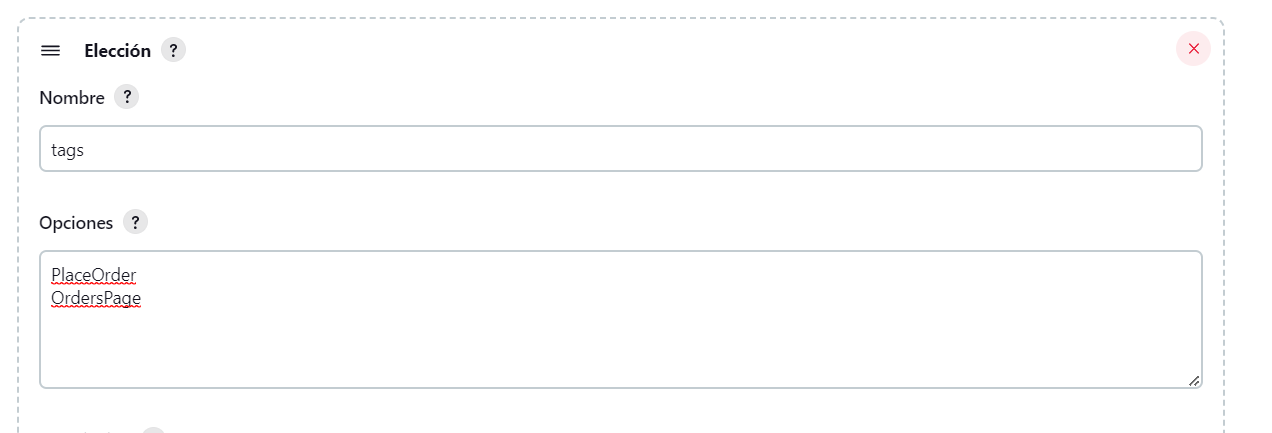 Elección ?
Nombre ?
tags
Opciones ?
PlaceOrder
OrdersPage